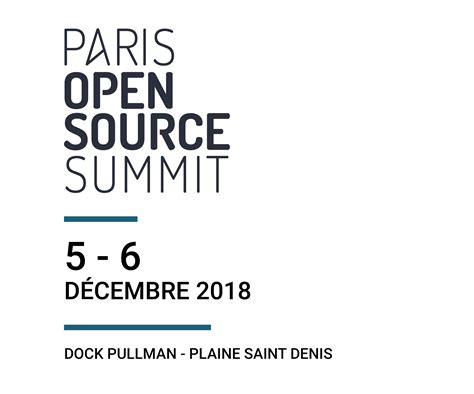 PARIS
OPEN
SOURCE
SUMMIT
5 - 6
DÉCEMBRE 2018
DOCK PULLMAN - PLAINE SAINT DENIS